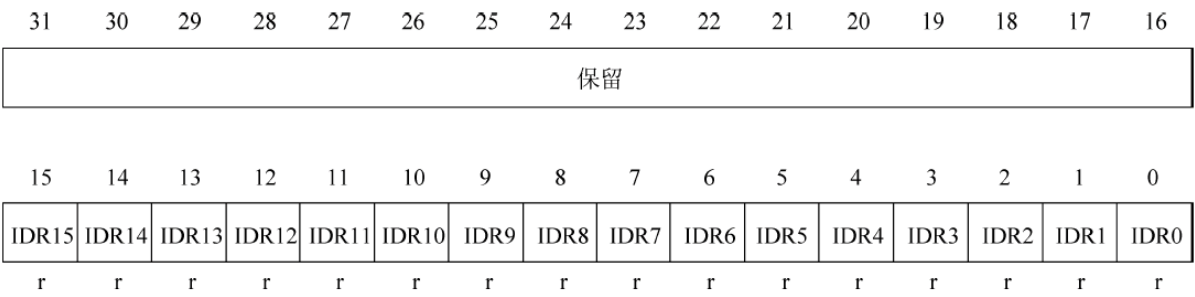 31 30 29 28 27 26 25 24 23 22 21 20 19 18 17 16
保留
15 14 13 12 11 10 9 8 7 6 5 4 3 2 1 0
IDR15 IDR14 IDR13 IDR12 IDR11 IDR10 IDR9 IDR8 IDR7 IDR6 IDR5 IDR4 IDR3 IDR2 IDR1 IDR0
r r r r r r r r r r r r r r r r